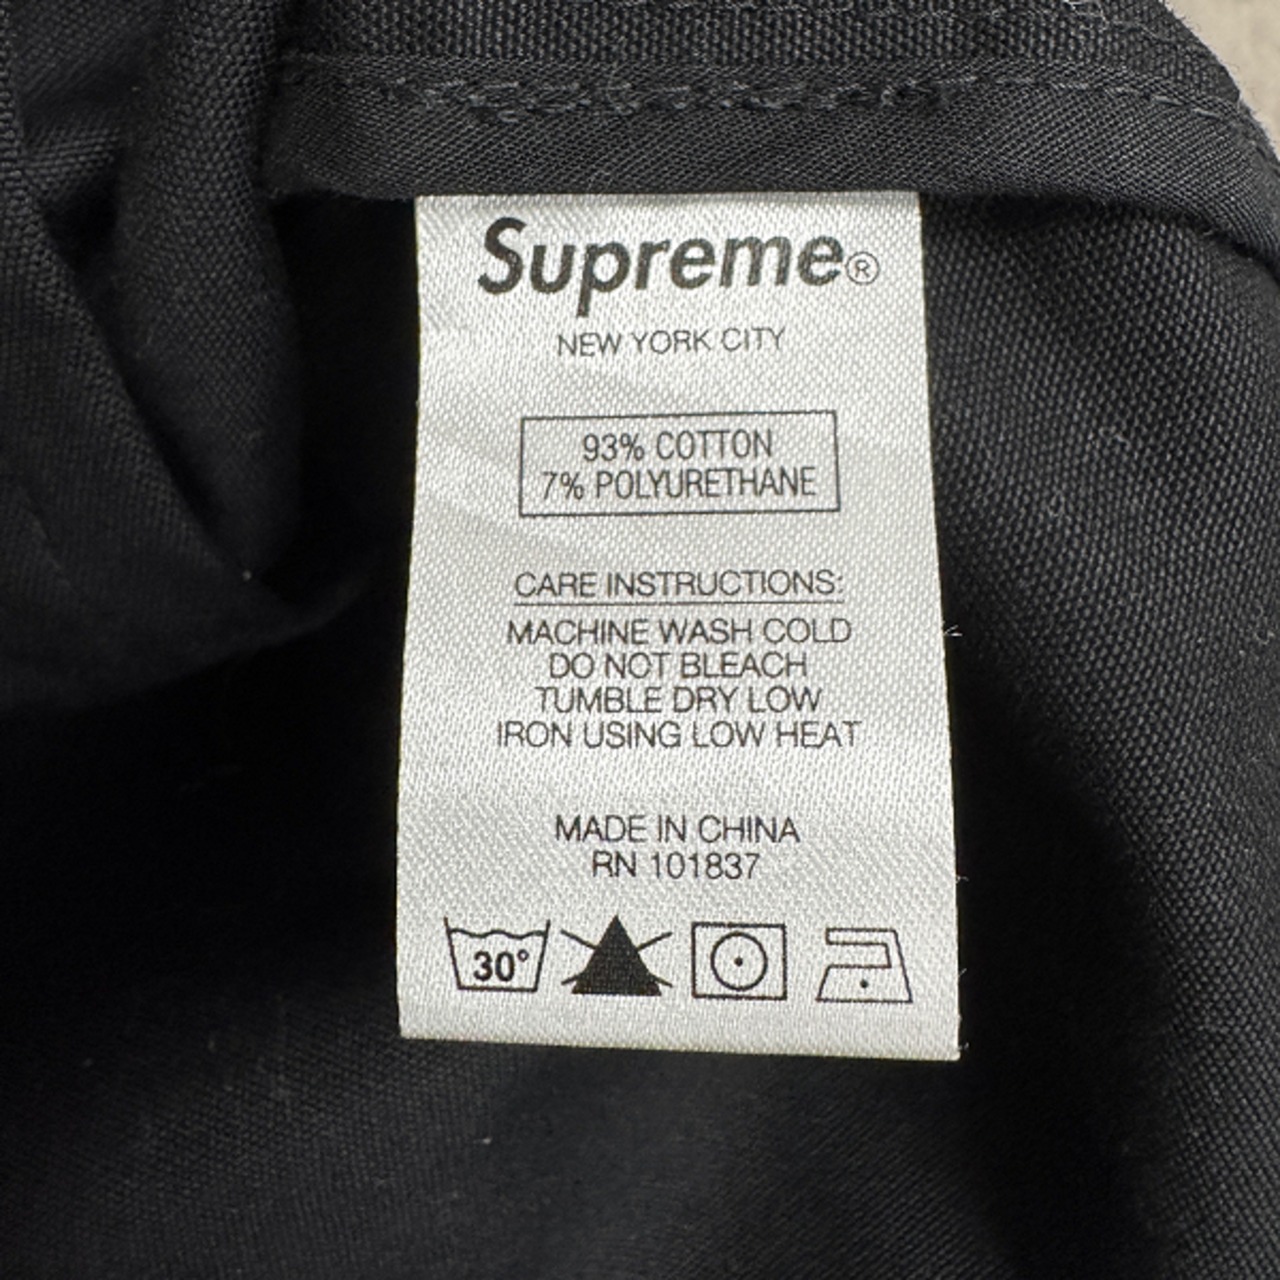 Supreme®
NEW YORK CITY
93% COTTON
7% POLYURETHANE
CARE INSTRUCTIONS:
MACHINE WASH COLD
DO NOT BLEACH
TUMBLE DRY LOW
IRON USING LOW HEAT
MADE IN CHINA
RN 101837
30°